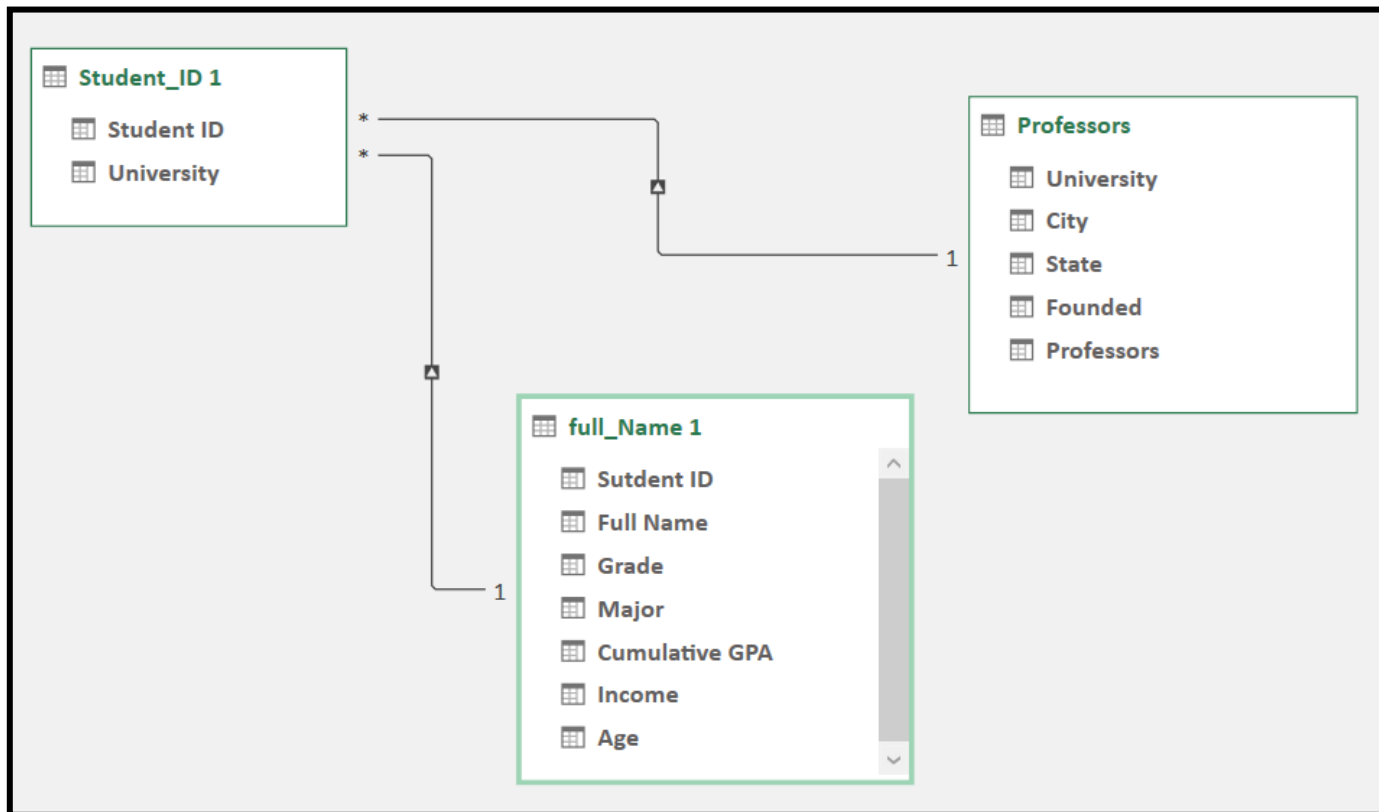 Student_ID 1
Student ID
University
*
*
1
Professors
University
City
State
Founded
Professors
1
full_Name 1
Sutdent ID
Full Name
Grade
Major
Cumulative GPA
Income
Age